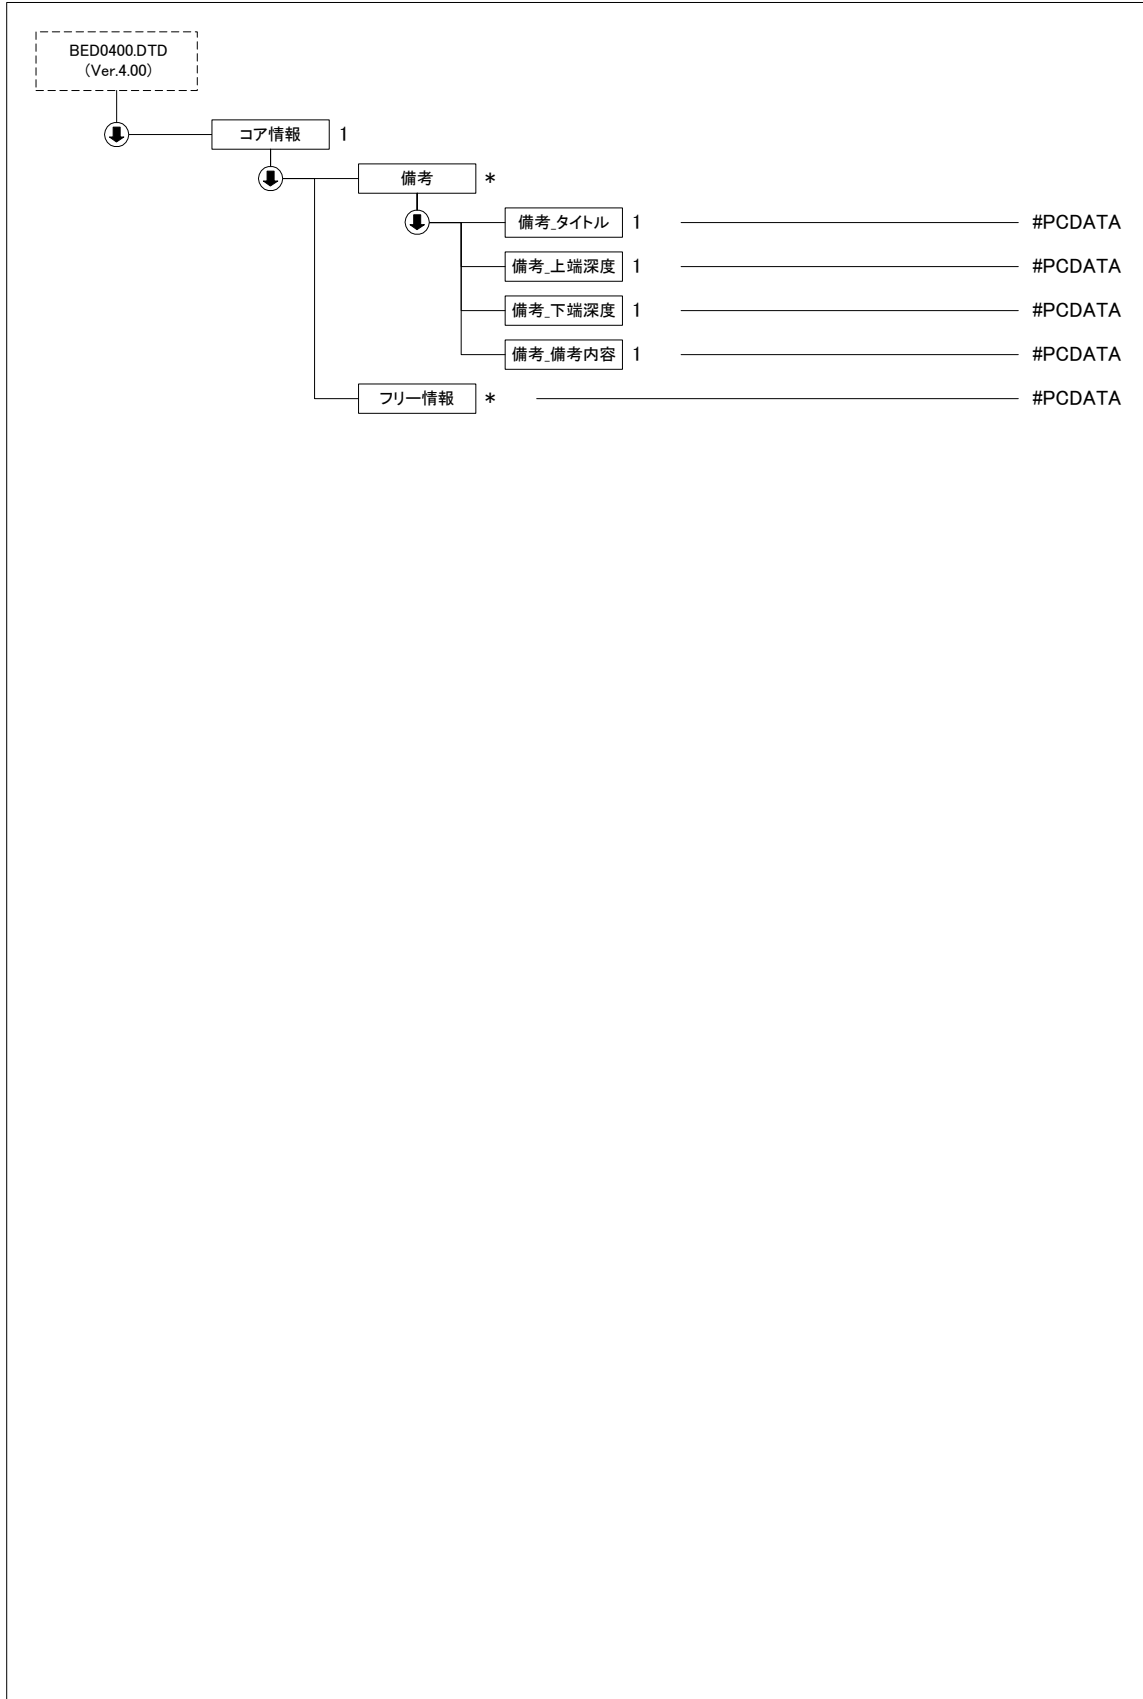 BED0400.DTD
(Ver.4.00)
コア情報 1
備考 *
備考_タイトル 1 #PCDATA
備考_上端深度 1 #PCDATA
備考_下端深度 1 #PCDATA
備考_備考内容 1 #PCDATA
フリー情報 * #PCDATA